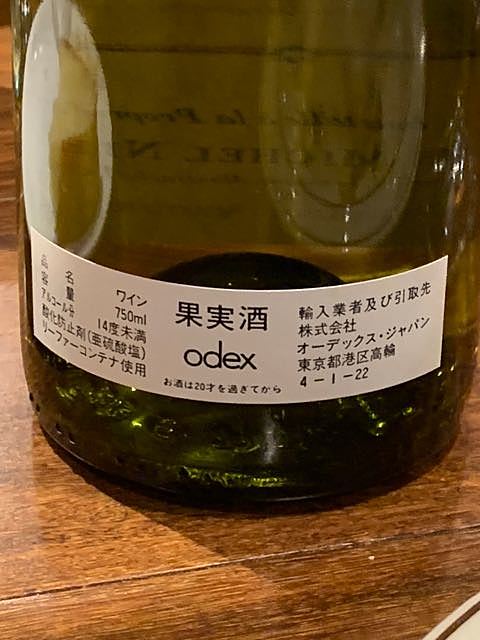 品名 ワイン
容量 750ml
アルコール分 14度未満
酸化防止剤(亜硫酸塩)
リーファーコンテナ使用
果実酒
odex
お酒は20才を過ぎてから
輸入業者及び引取先
株式会社
オーデックス・ジャパン
東京都港区高輪
4-1-22